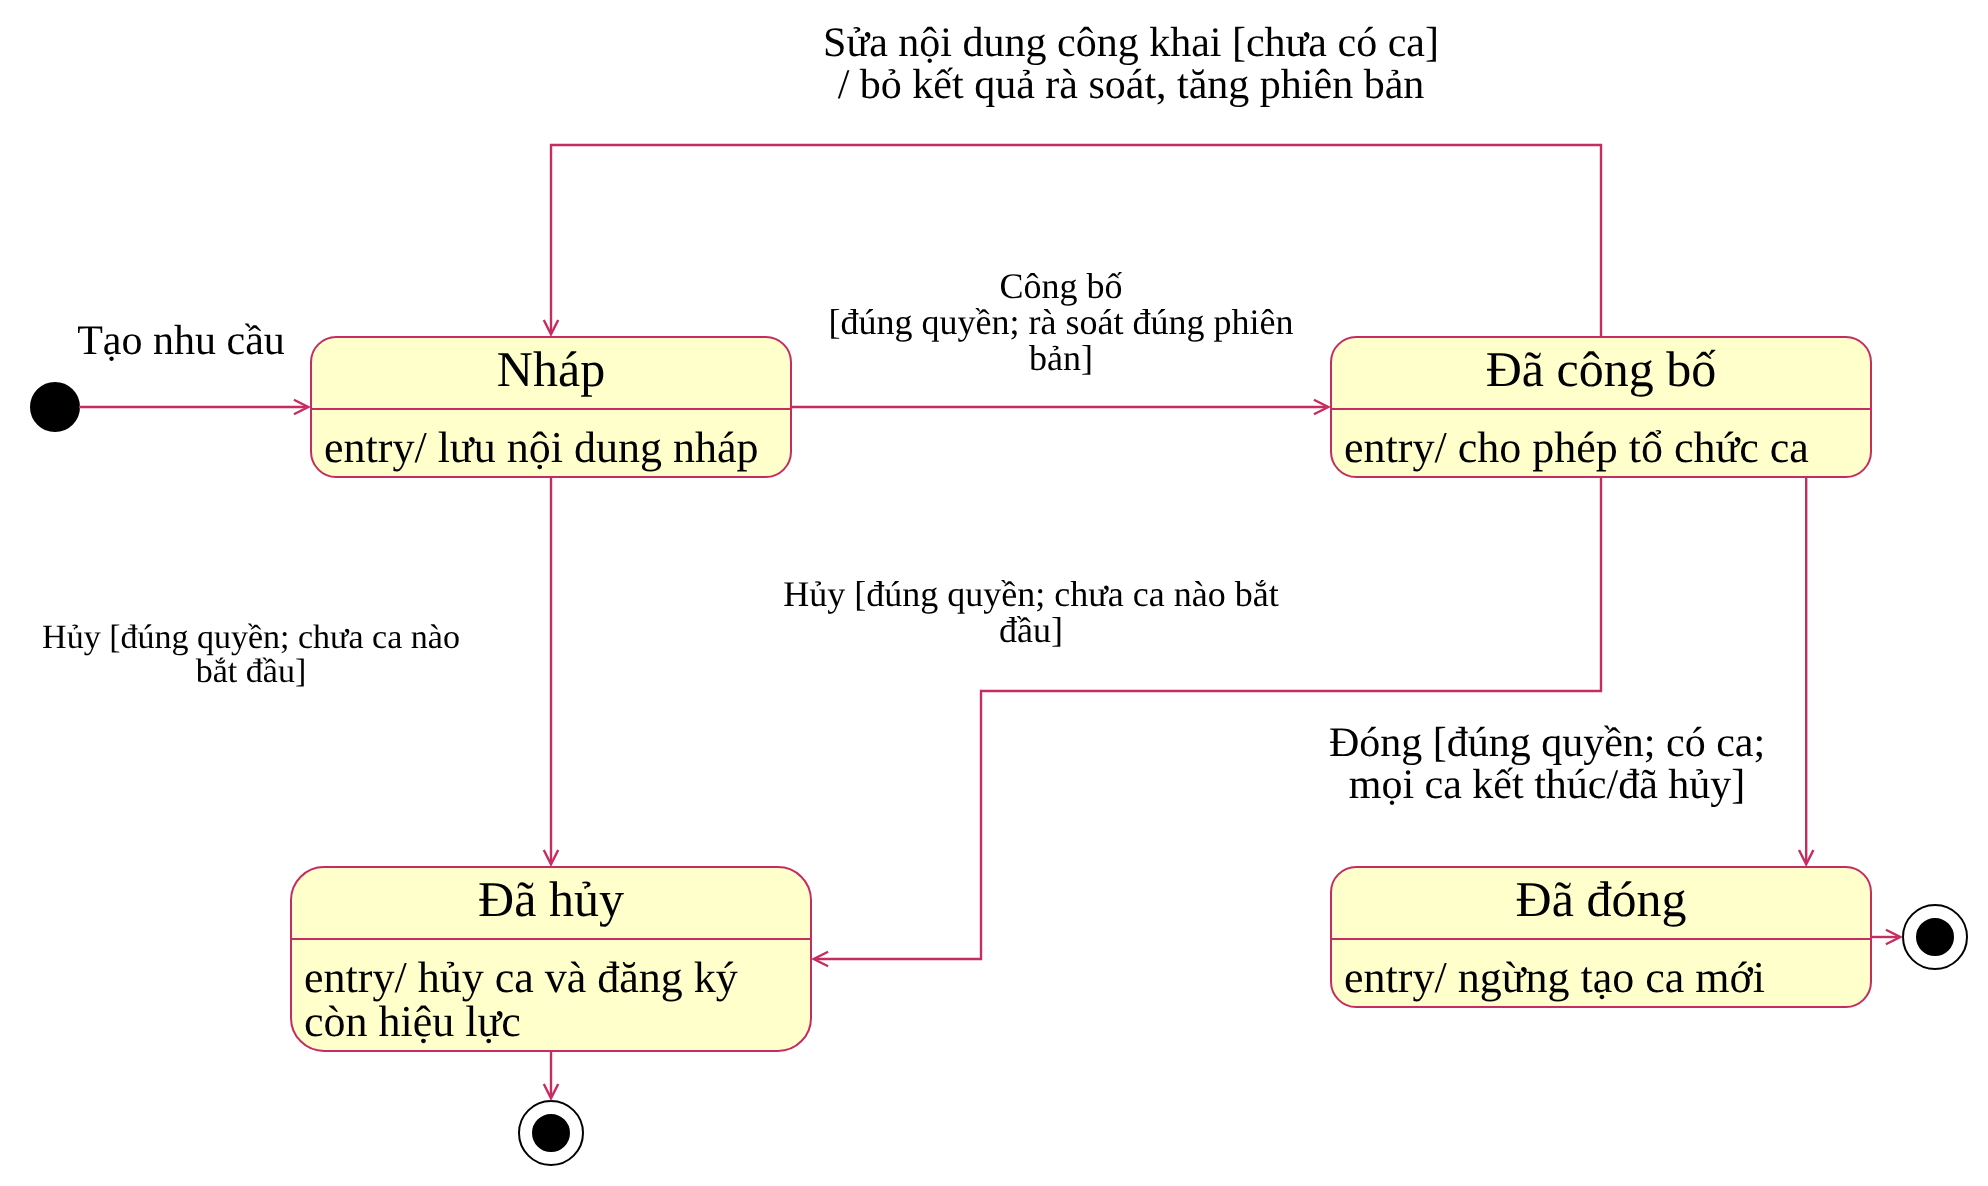 Sửa nội dung công khai [chưa có ca]
/ bỏ kết quả rà soát, tăng phiên bản
Tạo nhu cầu
Công bố
[đúng quyền; rà soát đúng phiên
bản]
Nháp
entry/ lưu nội dung nháp
Đã công bố
entry/ cho phép tổ chức ca
Hủy [đúng quyền; chưa ca nào
bắt đầu]
Hủy [đúng quyền; chưa ca nào bắt
đầu]
Đóng [đúng quyền; có ca;
mọi ca kết thúc/đã hủy]
Đã hủy
entry/ hủy ca và đăng ký
còn hiệu lực
Đã đóng
entry/ ngừng tạo ca mới